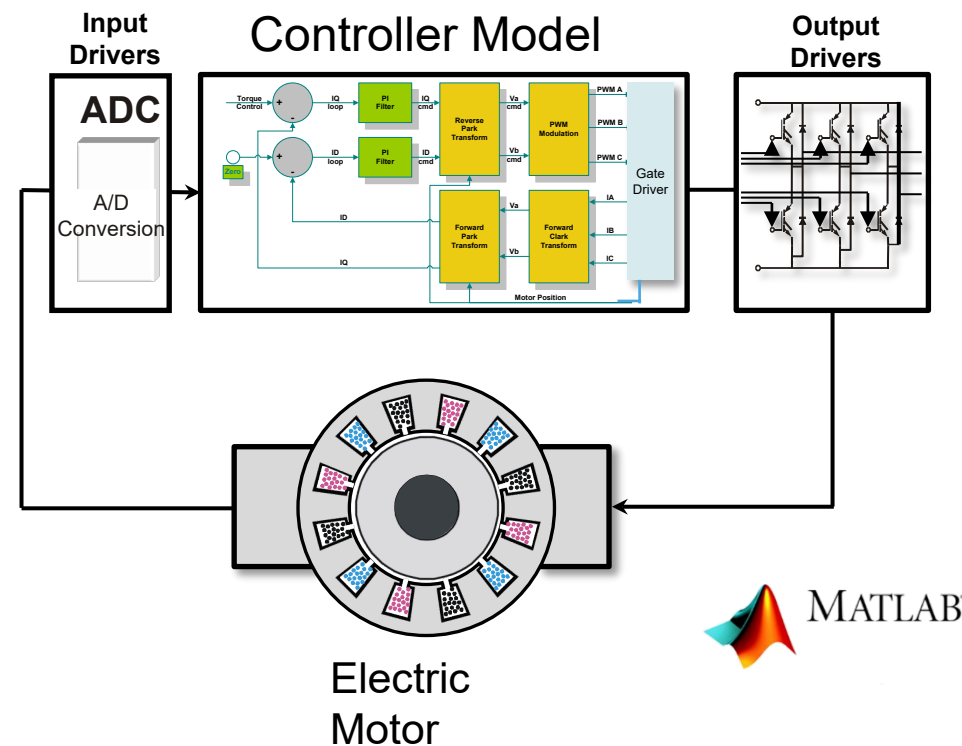 Input
Drivers
Controller Model
Output
Drivers
ADC
A/D
Conversion
Torque
Control
+
-
IQ
loop
PI
Filter
IQ
cmd
Reverse
Park
Transform
Va
cmd
PWM
Modulation
PWM A
PWM B
PWM C
Zero
+
-
ID
loop
PI
Filter
ID
cmd
Vb
cmd
Gate
Driver
ID
IQ
Forward
Park
Transform
Va
Vb
Forward
Clark
Transform
IA
IB
IC
Motor Position
MATLAB
Electric
Motor